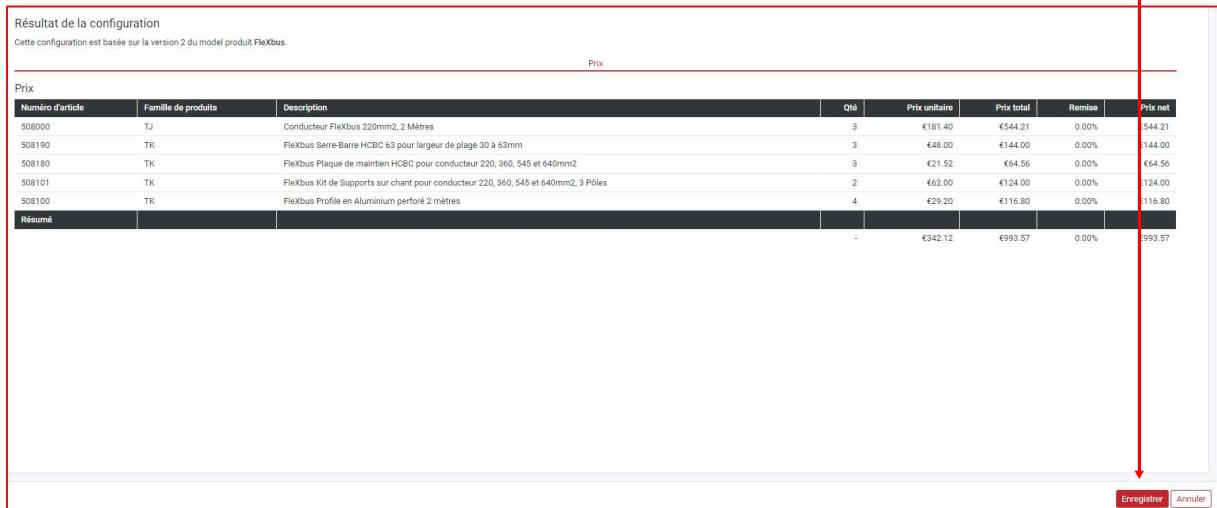 Résultat de la configuration
Cette configuration est basée sur la version 2 du model produit FleXbus.
Prix
Prix
Numéro d'article Famille de produits Description Qté Prix unitaire Prix total Remise Prix net
508000 TJ Conducteur FleXbus 220mm2, 2 Mètres 3 €181.40 €544.21 0.00% €544.21
508190 TK FleXbus Serre-Barre HCBC 63 pour largeur de plage 30 à 63mm 3 €48.00 €144.00 0.00% €144.00
508180 TK FleXbus Plaque de maintien HCBC pour conducteur 220, 360, 545 et 640mm2 3 €21.52 €64.56 0.00% €64.56
508101 TK FleXbus Kit de Supports sur chant pour conducteur 220, 360, 545 et 640mm2, 3 Pôles 2 €62.00 €124.00 0.00% €124.00
508100 TK FleXbus Profile en Aluminium perforé 2 mètres 4 €29.20 €116.80 0.00% €116.80
Résumé
- €342.12 €993.57 0.00% €993.57
Enregistrer Annuler